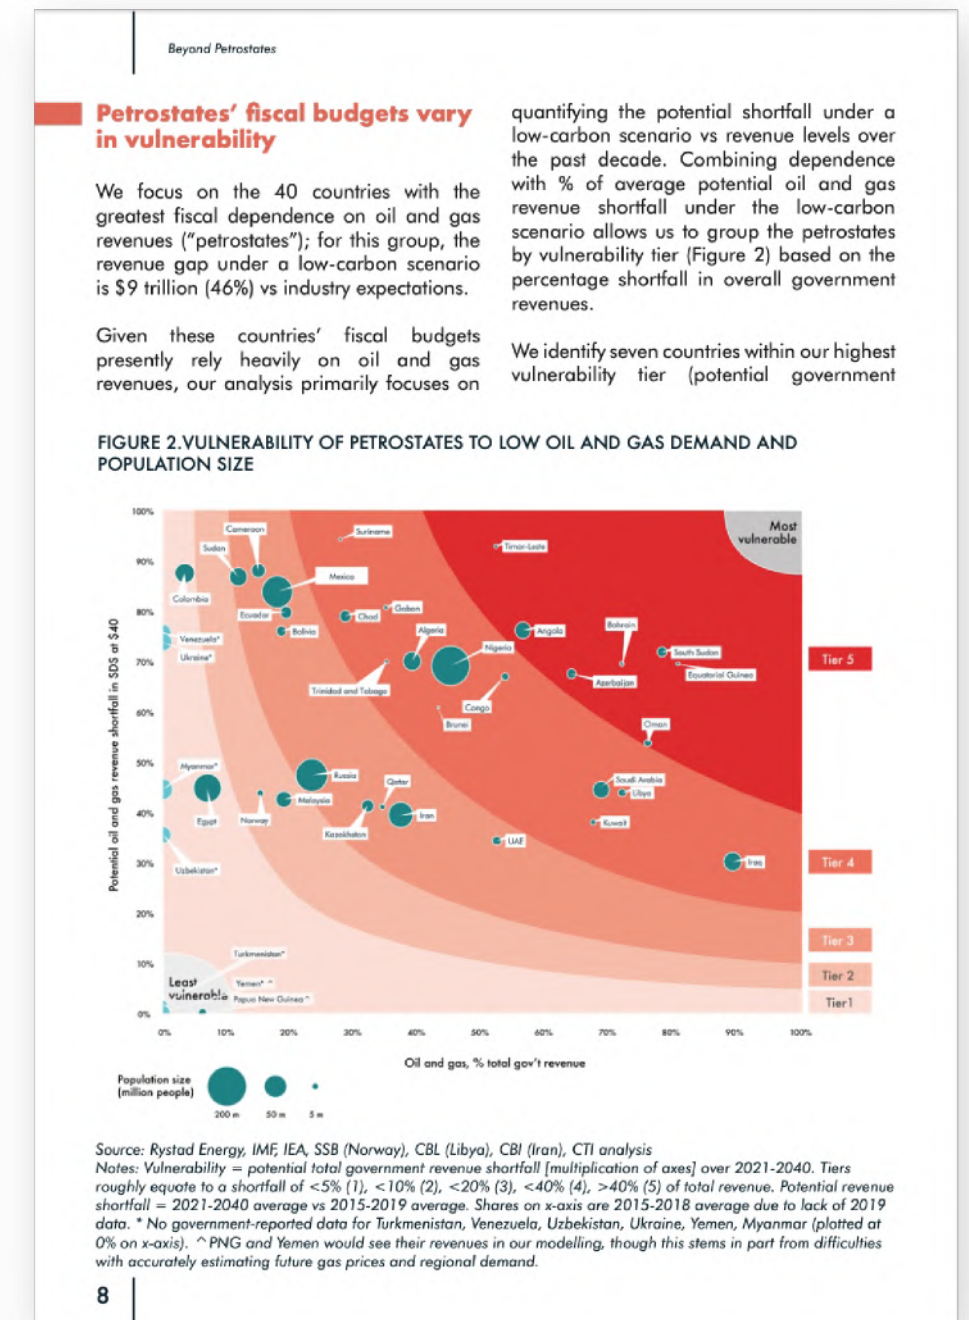 Beyond Petrostates
Petrostates’ fiscal budgets vary
in vulnerability
We focus on the 40 countries with the
greatest fiscal dependence on oil and gas
revenues (“petrostates”); for this group, the
revenue gap under a low-carbon scenario
is $9 trillion (46%) vs industry expectations.
Given these countries’ fiscal budgets
presently rely heavily on oil and gas
revenues, our analysis primarily focuses on
quantifying the potential shortfall under a
low-carbon scenario vs revenue levels over
the past decade. Combining dependence
with % of average potential oil and gas
revenue shortfall under the low-carbon
scenario allows us to group the petrostates
by vulnerability tier (Figure 2) based on the
percentage shortfall in overall government
revenues.
We identify seven countries within our highest
vulnerability tier (potential government
FIGURE 2.VULNERABILITY OF PETROSTATES TO LOW OIL AND GAS DEMAND AND
POPULATION SIZE
Potential oil and gas revenue shortfall in SDS at $40
100%
90%
80%
70%
60%
50%
40%
30%
20%
10%
0%
Most
vulnerable
Cameroon
Suriname
Sudan
Timor-Leste
Mexico
Colombia
Ecuador
Chad
Gabon
Bolivia
Algeria
Angola
Bahrain
Venezuela*
Ukraine*
Nigeria
South Sudan
Equatorial Guinea
Azerbaijan
Trinidad and Tobago
Congo
Brunei
Oman
Myanmar*
Russia
Qatar
Saudi Arabia
Libya
Malaysia
Egypt
Norway
Kazakhstan
Iran
Kuwait
UAE
Iraq
Uzbekistan*
Turkmenistan*
Yemen* ^
Papua New Guinea ^
Least
vulnerable
Tier 5
Tier 4
Tier 3
Tier 2
Tier1
0%
10%
20%
30%
40%
50%
60%
70%
80%
90%
100%
Oil and gas, % total gov’t revenue
Population size
(million people)
200 m
50 m
5 m
Source: Rystad Energy, IMF, IEA, SSB (Norway), CBL (Libya), CBI (Iran), CTI analysis
Notes: Vulnerability = potential total government revenue shortfall [multiplication of axes] over 2021-2040. Tiers
roughly equate to a shortfall of <5% (1), <10% (2), <20% (3), <40% (4), >40% (5) of total revenue. Potential revenue
shortfall = 2021-2040 average vs 2015-2019 average. Shares on x-axis are 2015-2018 average due to lack of 2019
data. * No government-reported data for Turkmenistan, Venezuela, Uzbekistan, Ukraine, Yemen, Myanmar (plotted at
0% on x-axis). ^ PNG and Yemen would see their revenues in our modelling, though this stems in part from difficulties
with accurately estimating future gas prices and regional demand.
8